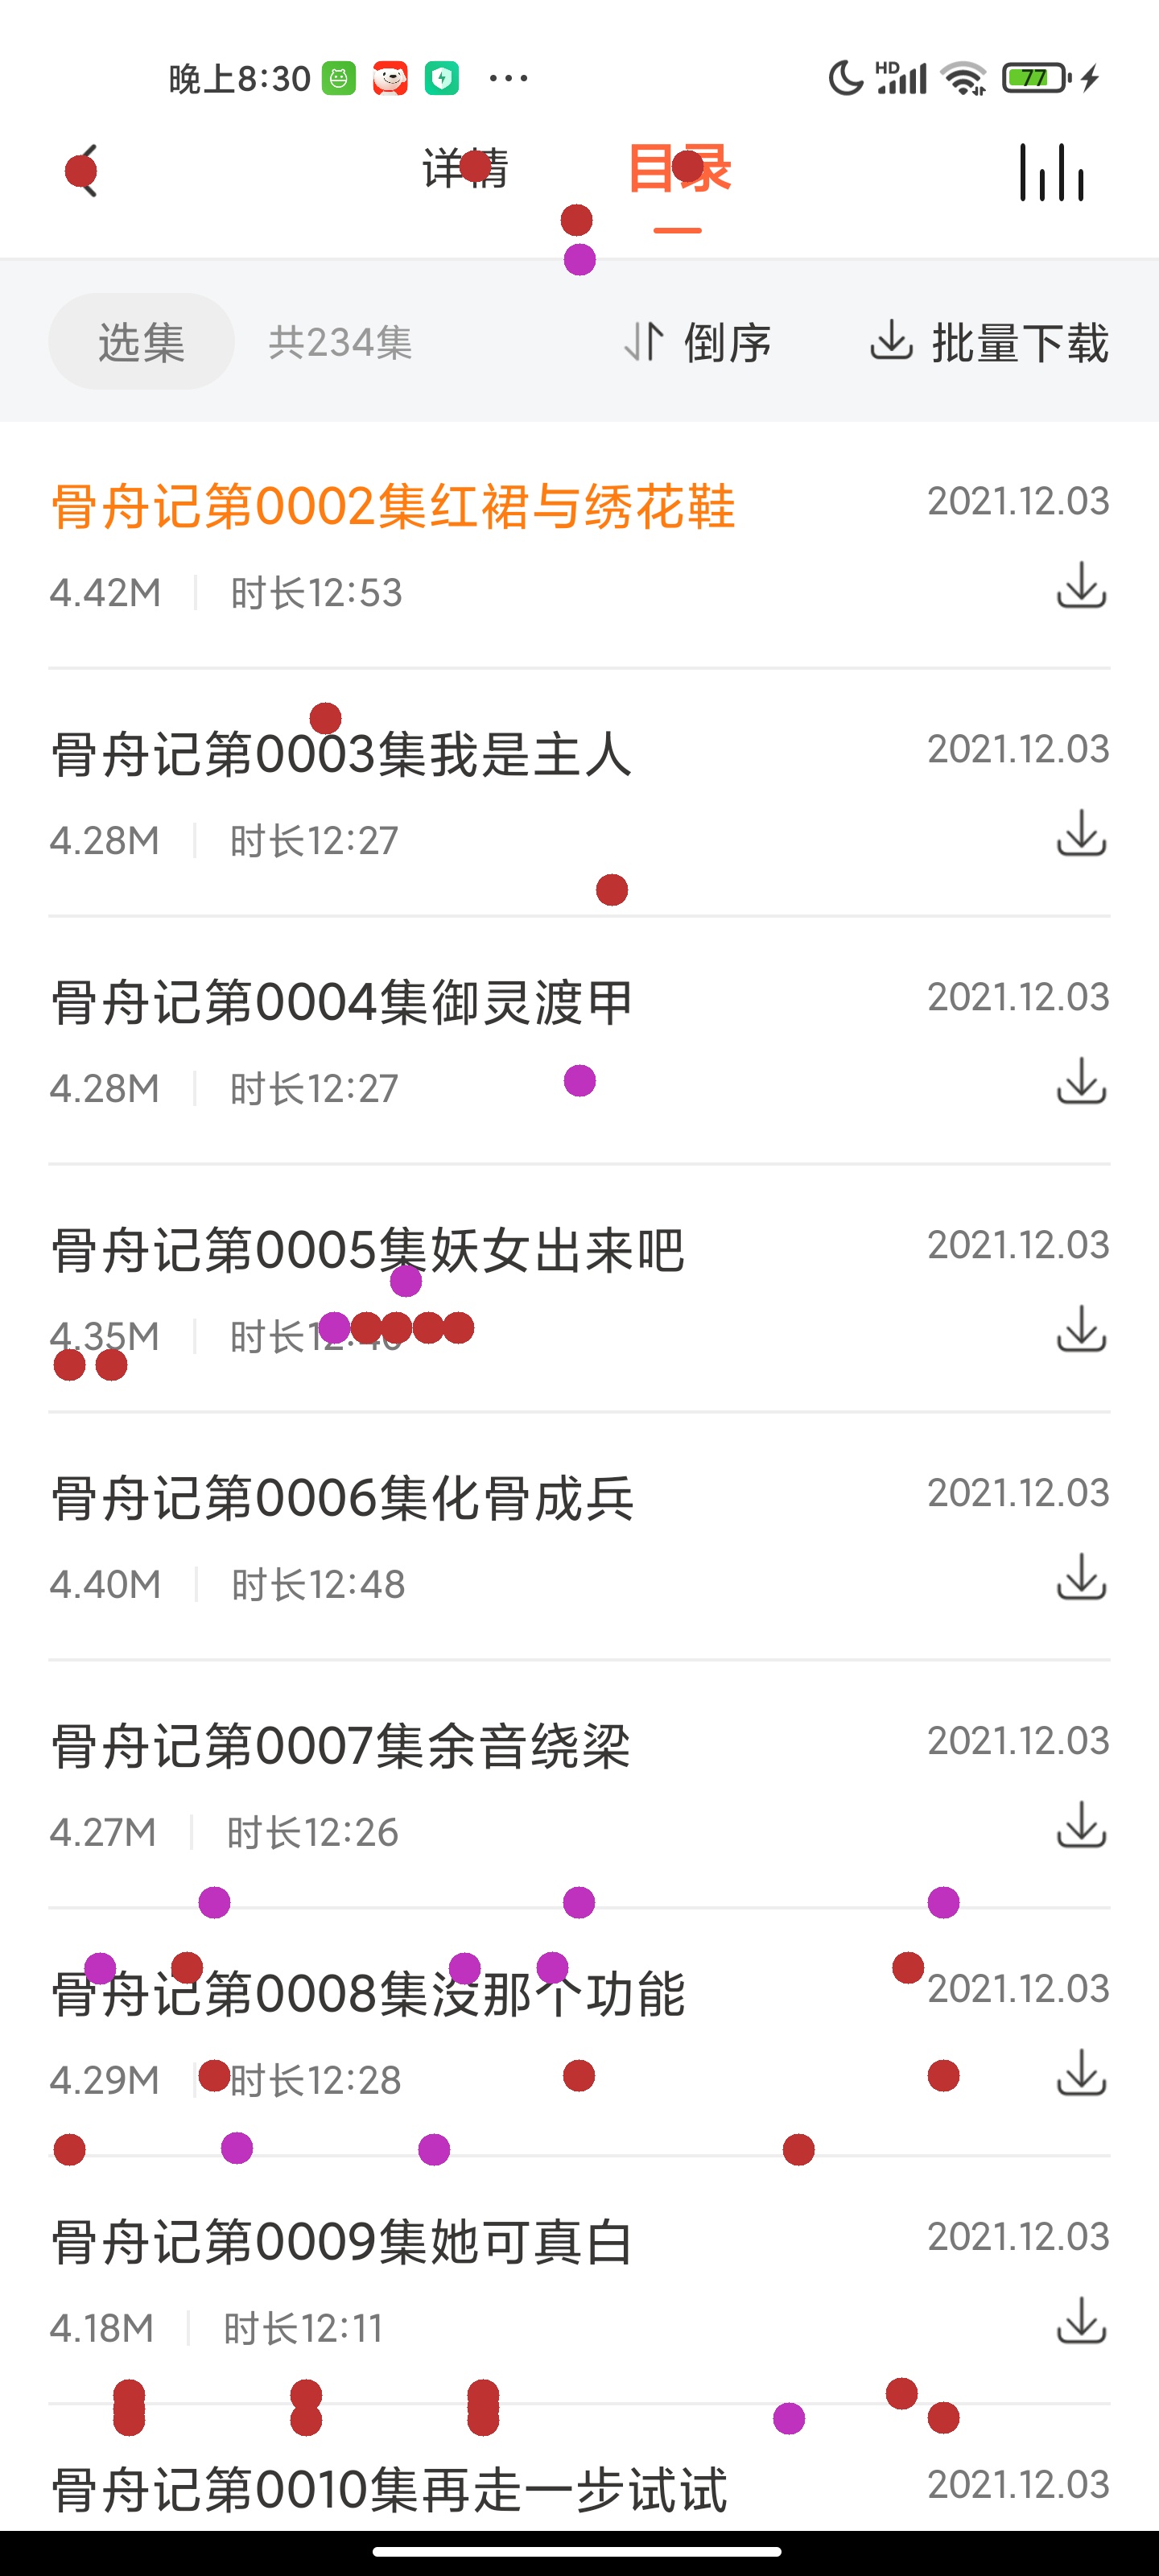 晚上8:30 HD 77
详情 目录
选集 共234集 倒序 批量下载
骨舟记第0002集红裙与绣花鞋 2021.12.03
4.42M 时长12:53
骨舟记第0003集我是主人 2021.12.03
4.28M 时长12:27
骨舟记第0004集御灵渡甲 2021.12.03
4.28M 时长12:27
骨舟记第0005集妖女出来吧 2021.12.03
4.35M
骨舟记第0006集化骨成兵 2021.12.03
4.40M 时长12:48
骨舟记第0007集余音绕梁 2021.12.03
4.27M 时长12:26
骨舟记第0008集没那个功能 2021.12.03
4.29M 时长12:28
骨舟记第0009集她可真白 2021.12.03
4.18M 时长12:11
骨舟记第0010集再走一步试试 2021.12.03